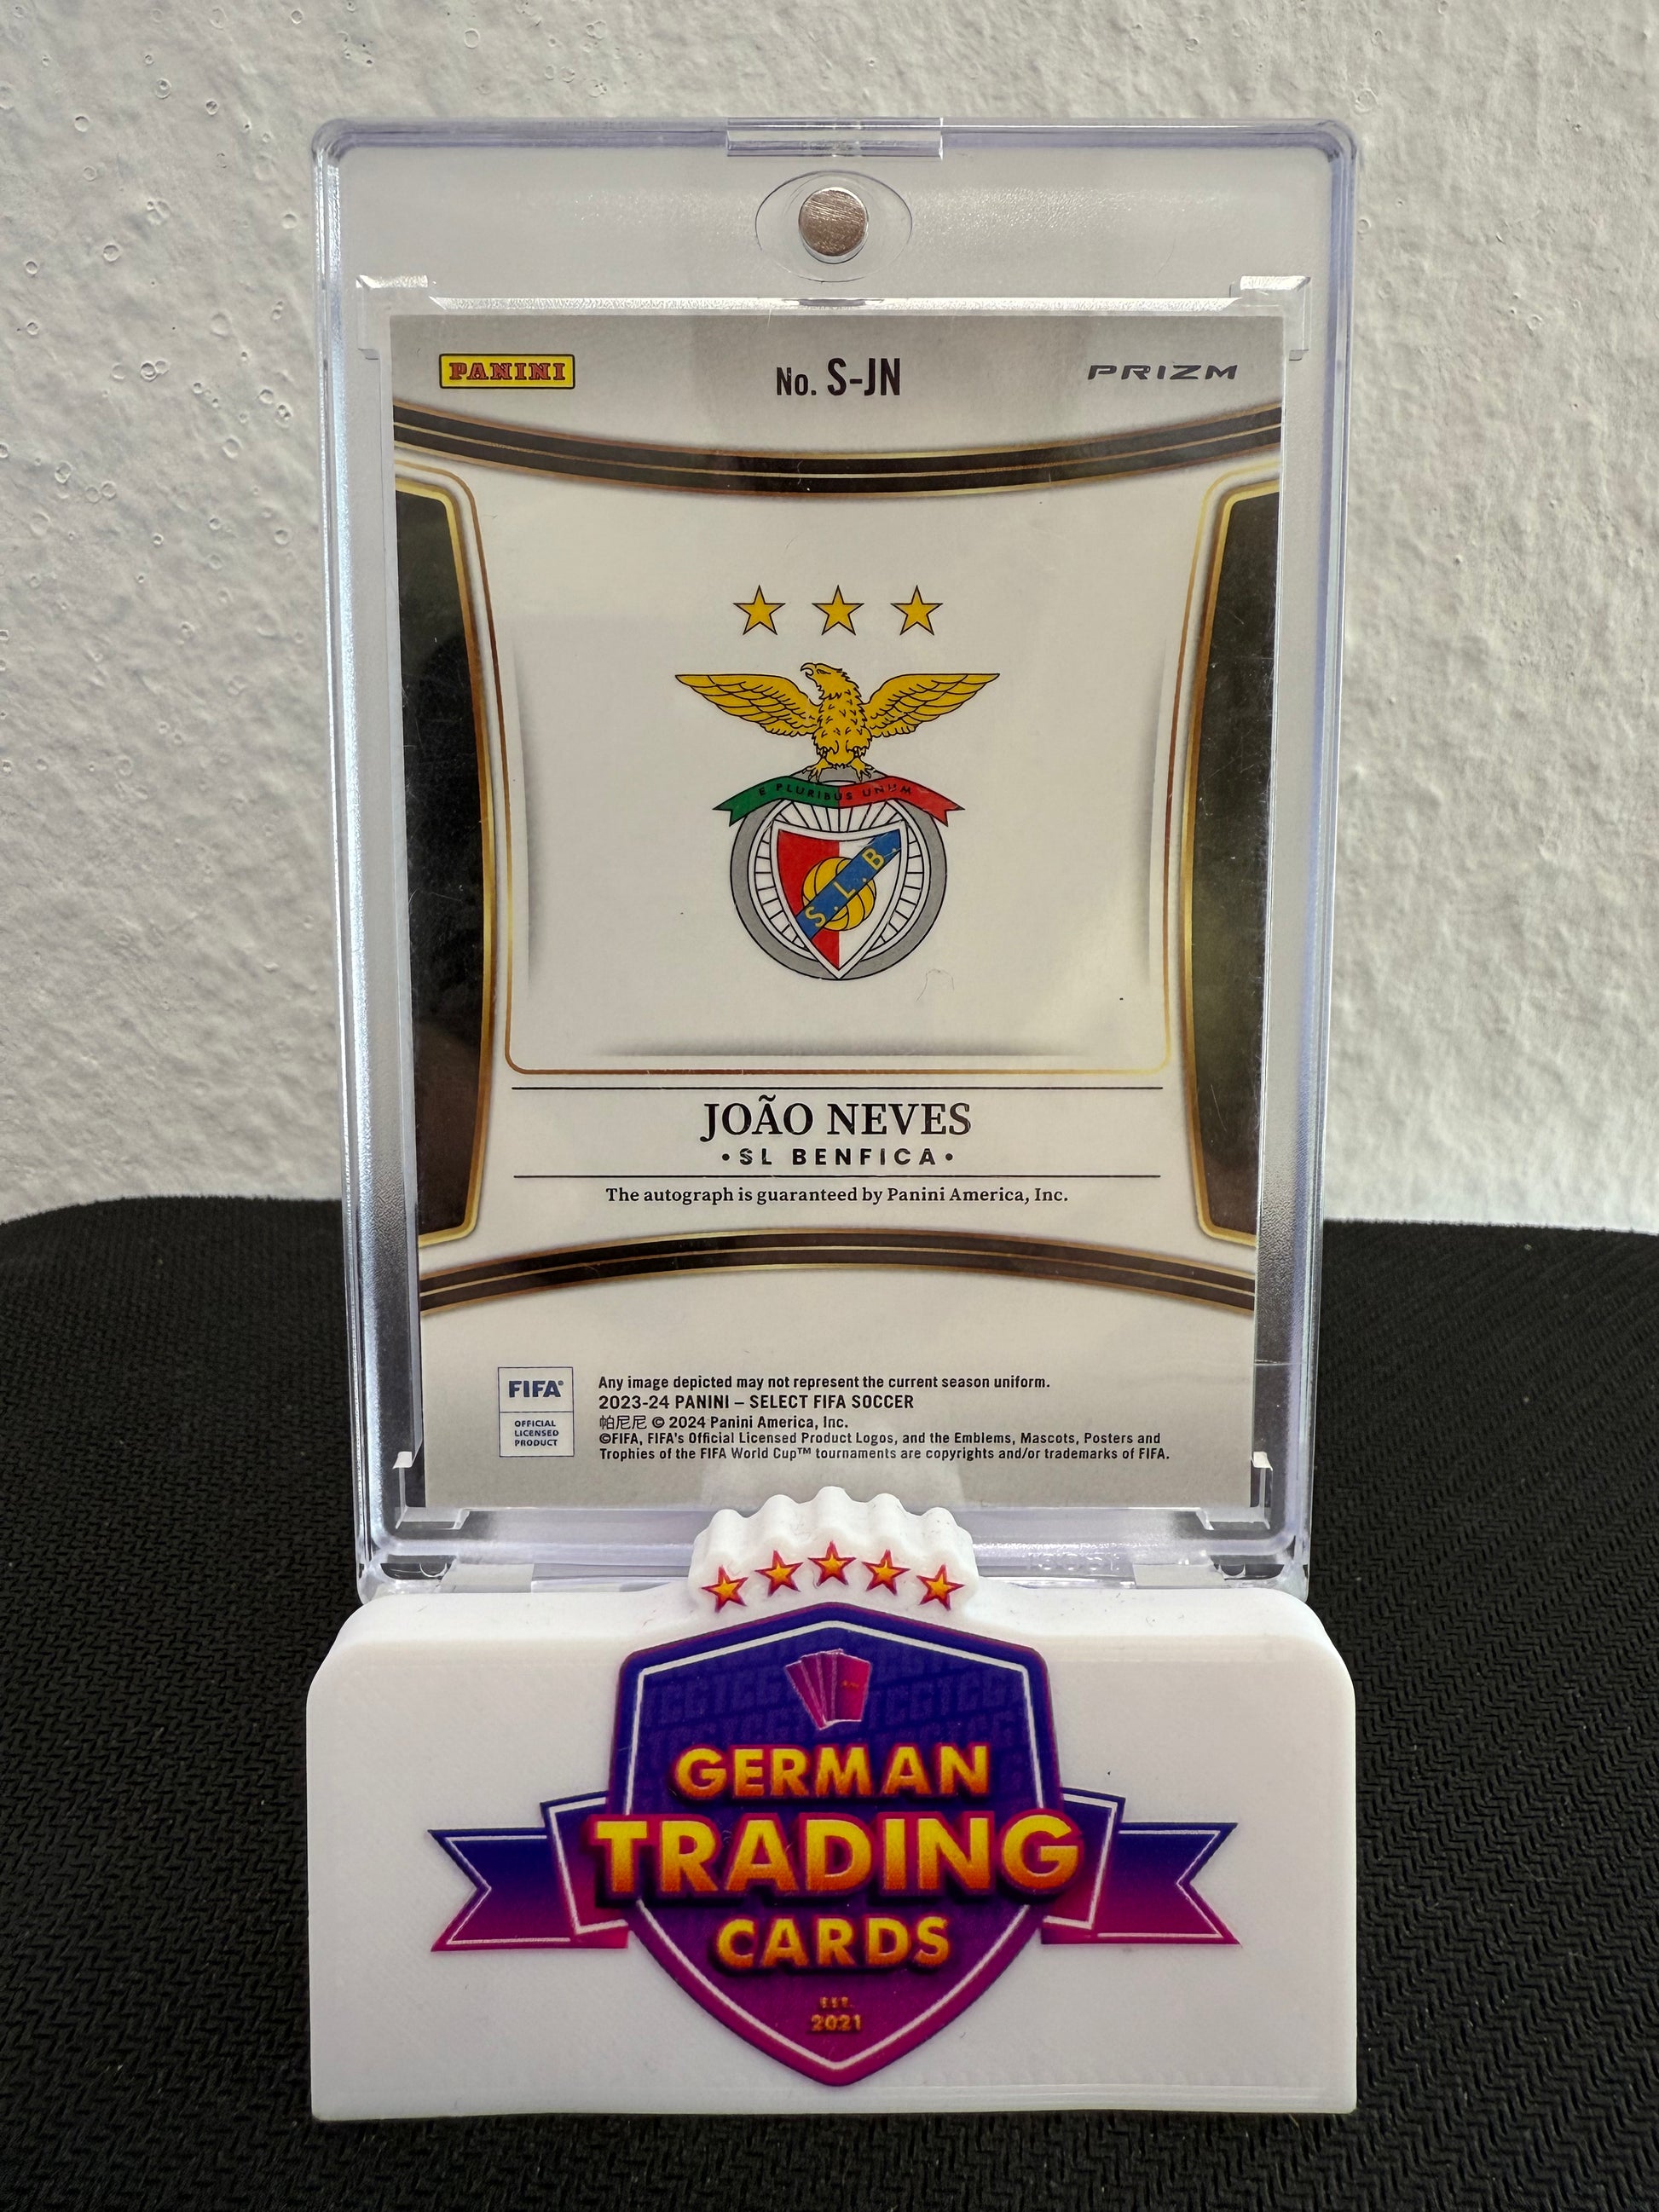 PANINI
No. S-JN
PRIZM
E PLURIBUS UNUM
S.L.B.
JOÃO NEVES
•SL BENFICA•
The autograph is guaranteed by Panini America, Inc.
FIFA®
OFFICIAL
LICENSED
PRODUCT
Any image depicted may not represent the current season uniform.
2023-24 PANINI – SELECT FIFA SOCCER
帕尼尼 © 2024 Panini America, Inc.
©FIFA, FIFA's Official Licensed Product Logos, and the Emblems, Mascots, Posters and
Trophies of the FIFA World Cup™ tournaments are copyrights and/or trademarks of FIFA.
GERMAN
TRADING
CARDS
EST.
2021